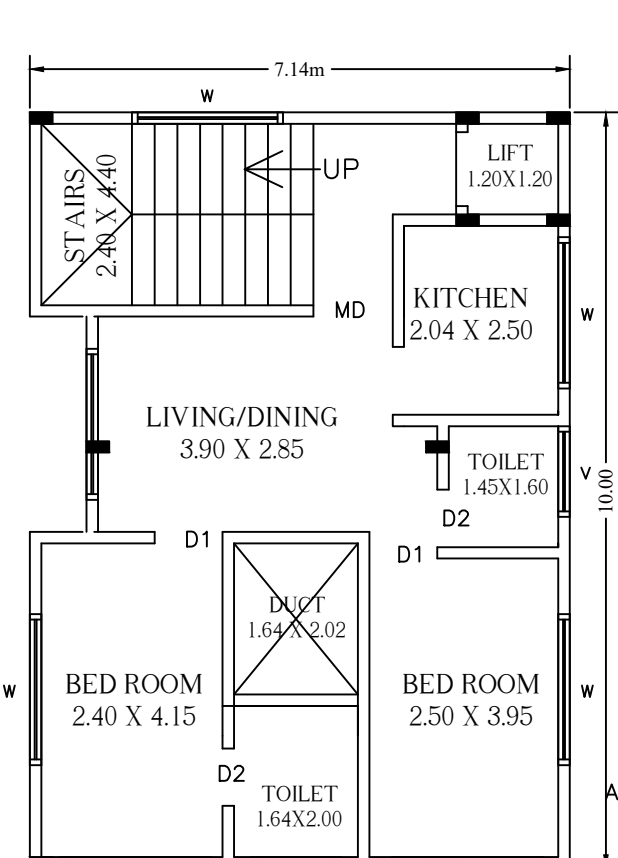 7.14m
W
LIFT
1.20X1.20
UP
STAIRS
2.40 X 4.40
KITCHEN
2.04 X 2.50
MD
W
LIVING/DINING
3.90 X 2.85
TOILET
1.45X1.60
V
10.00
D2
D1
D1
DUCT
1.64 X 2.02
BED ROOM
2.40 X 4.15
W
BED ROOM
2.50 X 3.95
W
D2
TOILET
1.64X2.00
A